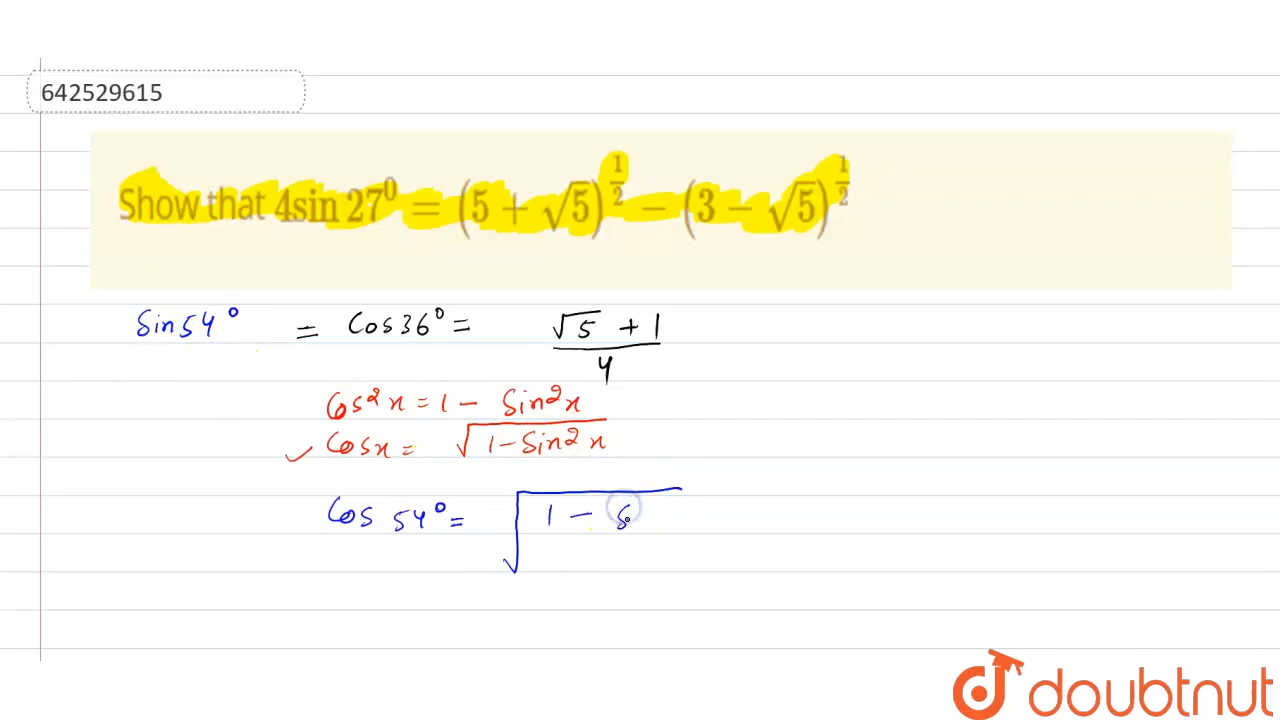 642529615
Show that 4sin 27⁰ = (5 + √5)^(1/2) − (3 − √5)^(1/2)
Sin 54° = Cos 36° = (√5 + 1)/4
Cos²x = 1 − Sin²x
✓ Cosx = √(1 − Sin²x)
Cos 54° = √(1 − s
doubtnut